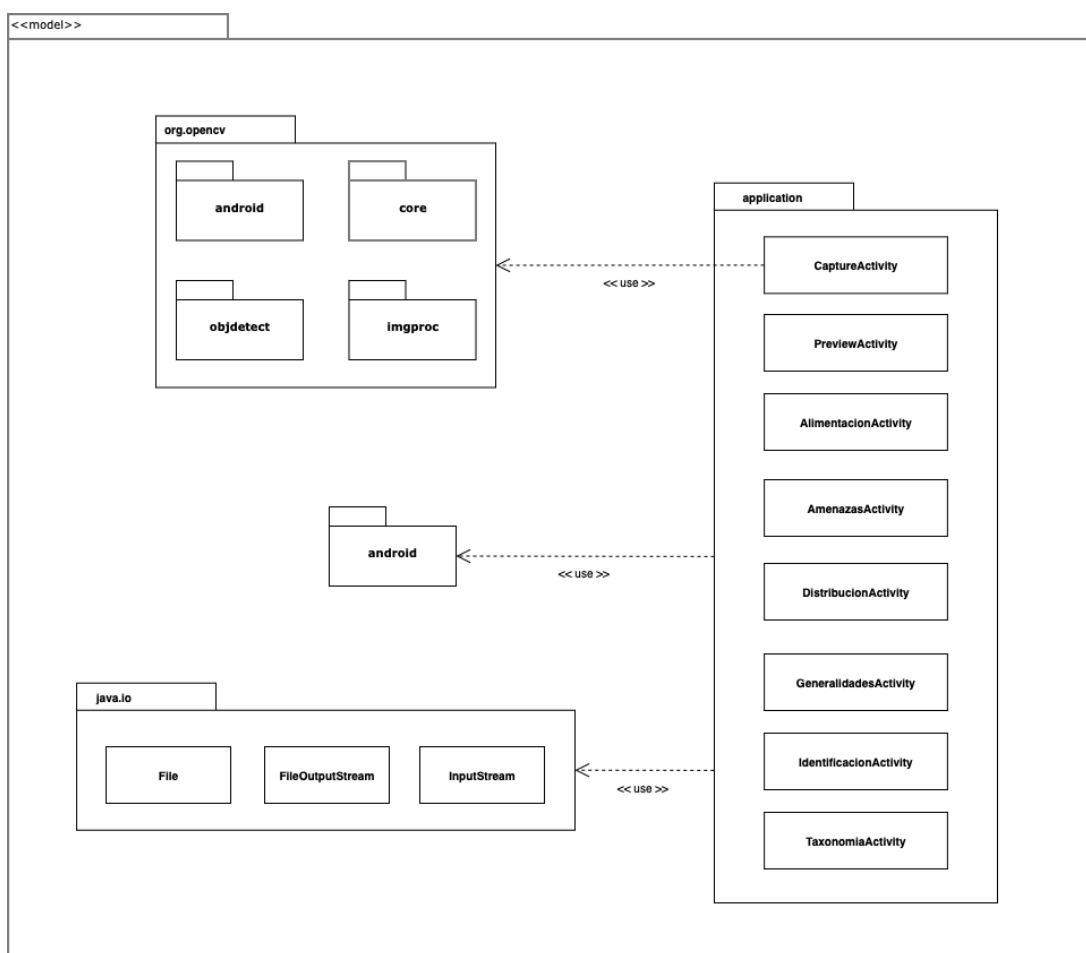 <<model>>
org.opencv
android
core
objdetect
imgproc
<< use >>
application
CaptureActivity
PreviewActivity
AlimentacionActivity
AmenazasActivity
DistribucionActivity
GeneralidadesActivity
IdentificacionActivity
TaxonomiaActivity
android
<< use >>
java.io
File
FileOutputStream
InputStream
<< use >>